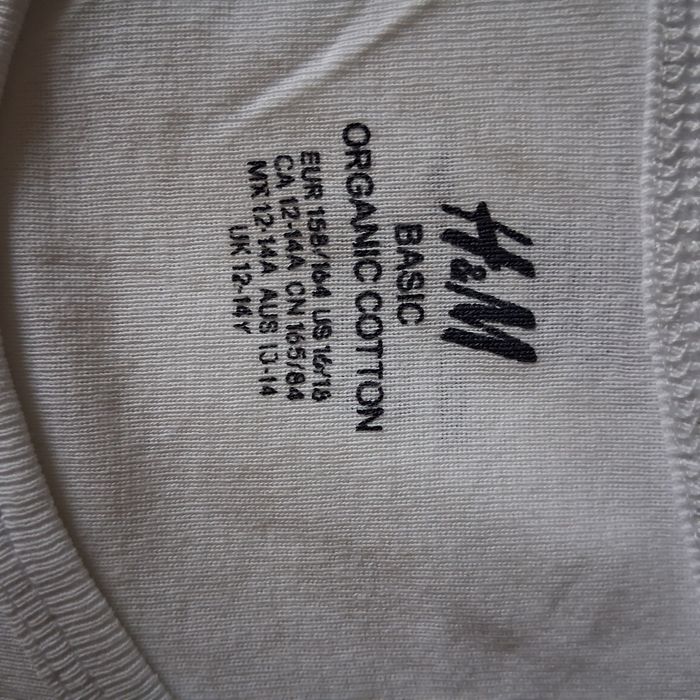 H&M
BASIC
ORGANIC COTTON
EUR 158/164 US 16/18
CA 12-14A CN 165/84
MX 12-14A AUS 13-14
UK 12-14Y